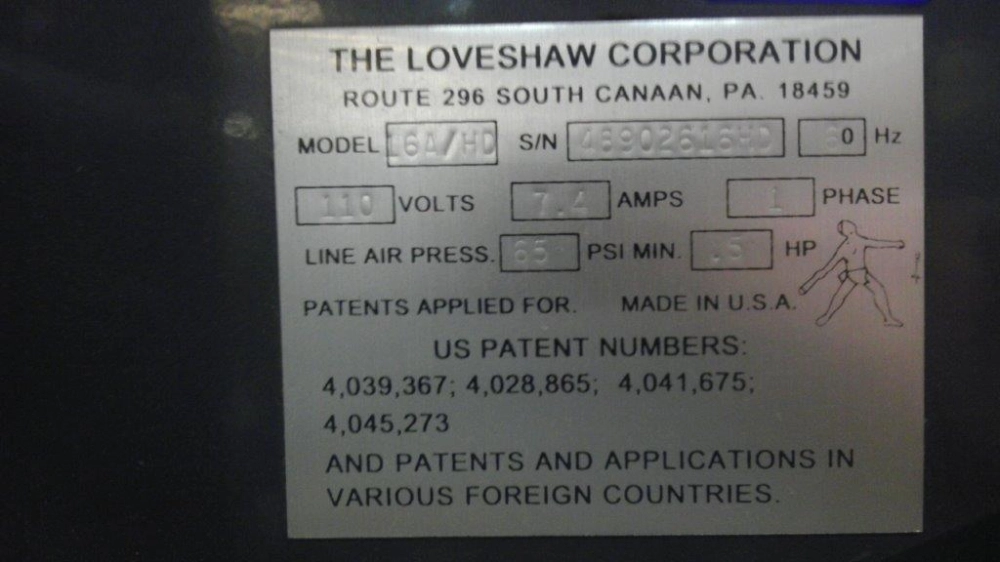 THE LOVESHAW CORPORATION
ROUTE 296 SOUTH CANAAN, PA. 18459
MODEL 16A/HD S/N 48902616HD 60 Hz
110 VOLTS 7.4 AMPS 1 PHASE
LINE AIR PRESS. 65 PSI MIN. .5 HP
PATENTS APPLIED FOR. MADE IN U.S.A.
US PATENT NUMBERS:
4,039,367; 4,028,865; 4,041,675;
4,045,273
AND PATENTS AND APPLICATIONS IN
VARIOUS FOREIGN COUNTRIES.